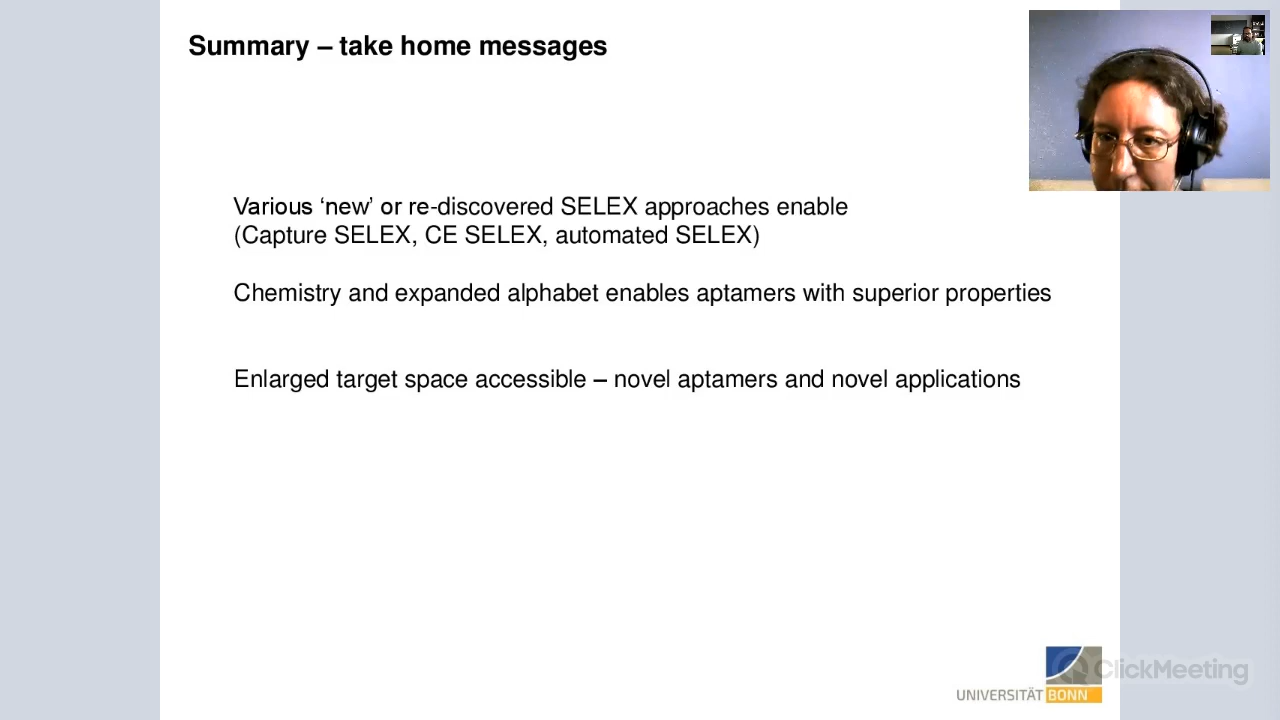 Summary – take home messages
Various ‘new’ or re-discovered SELEX approaches enable
(Capture SELEX, CE SELEX, automated SELEX)
Chemistry and expanded alphabet enables aptamers with superior properties
Enlarged target space accessible – novel aptamers and novel applications
ClickMeeting
UNIVERSITÄT BONN